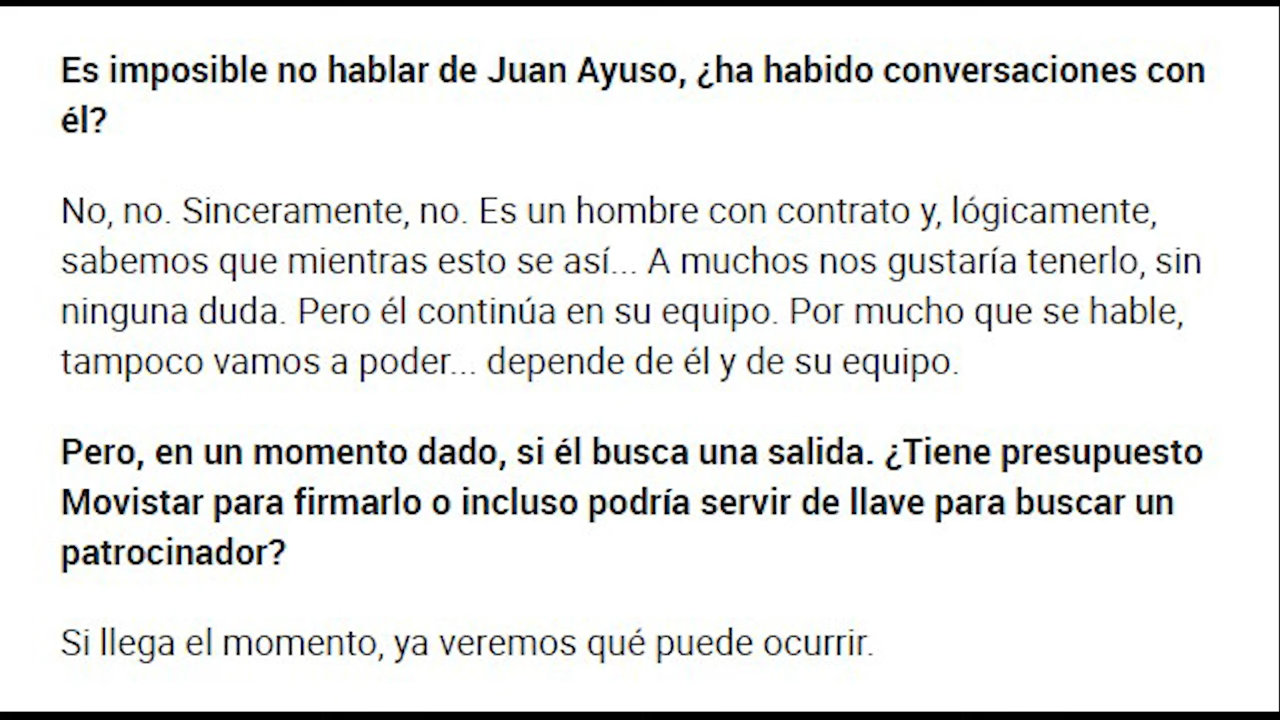 Es imposible no hablar de Juan Ayuso, ¿ha habido conversaciones con
él?
No, no. Sinceramente, no. Es un hombre con contrato y, lógicamente,
sabemos que mientras esto se así... A muchos nos gustaría tenerlo, sin
ninguna duda. Pero él continúa en su equipo. Por mucho que se hable,
tampoco vamos a poder... depende de él y de su equipo.
Pero, en un momento dado, si él busca una salida. ¿Tiene presupuesto
Movistar para firmarlo o incluso podría servir de llave para buscar un
patrocinador?
Si llega el momento, ya veremos qué puede ocurrir.